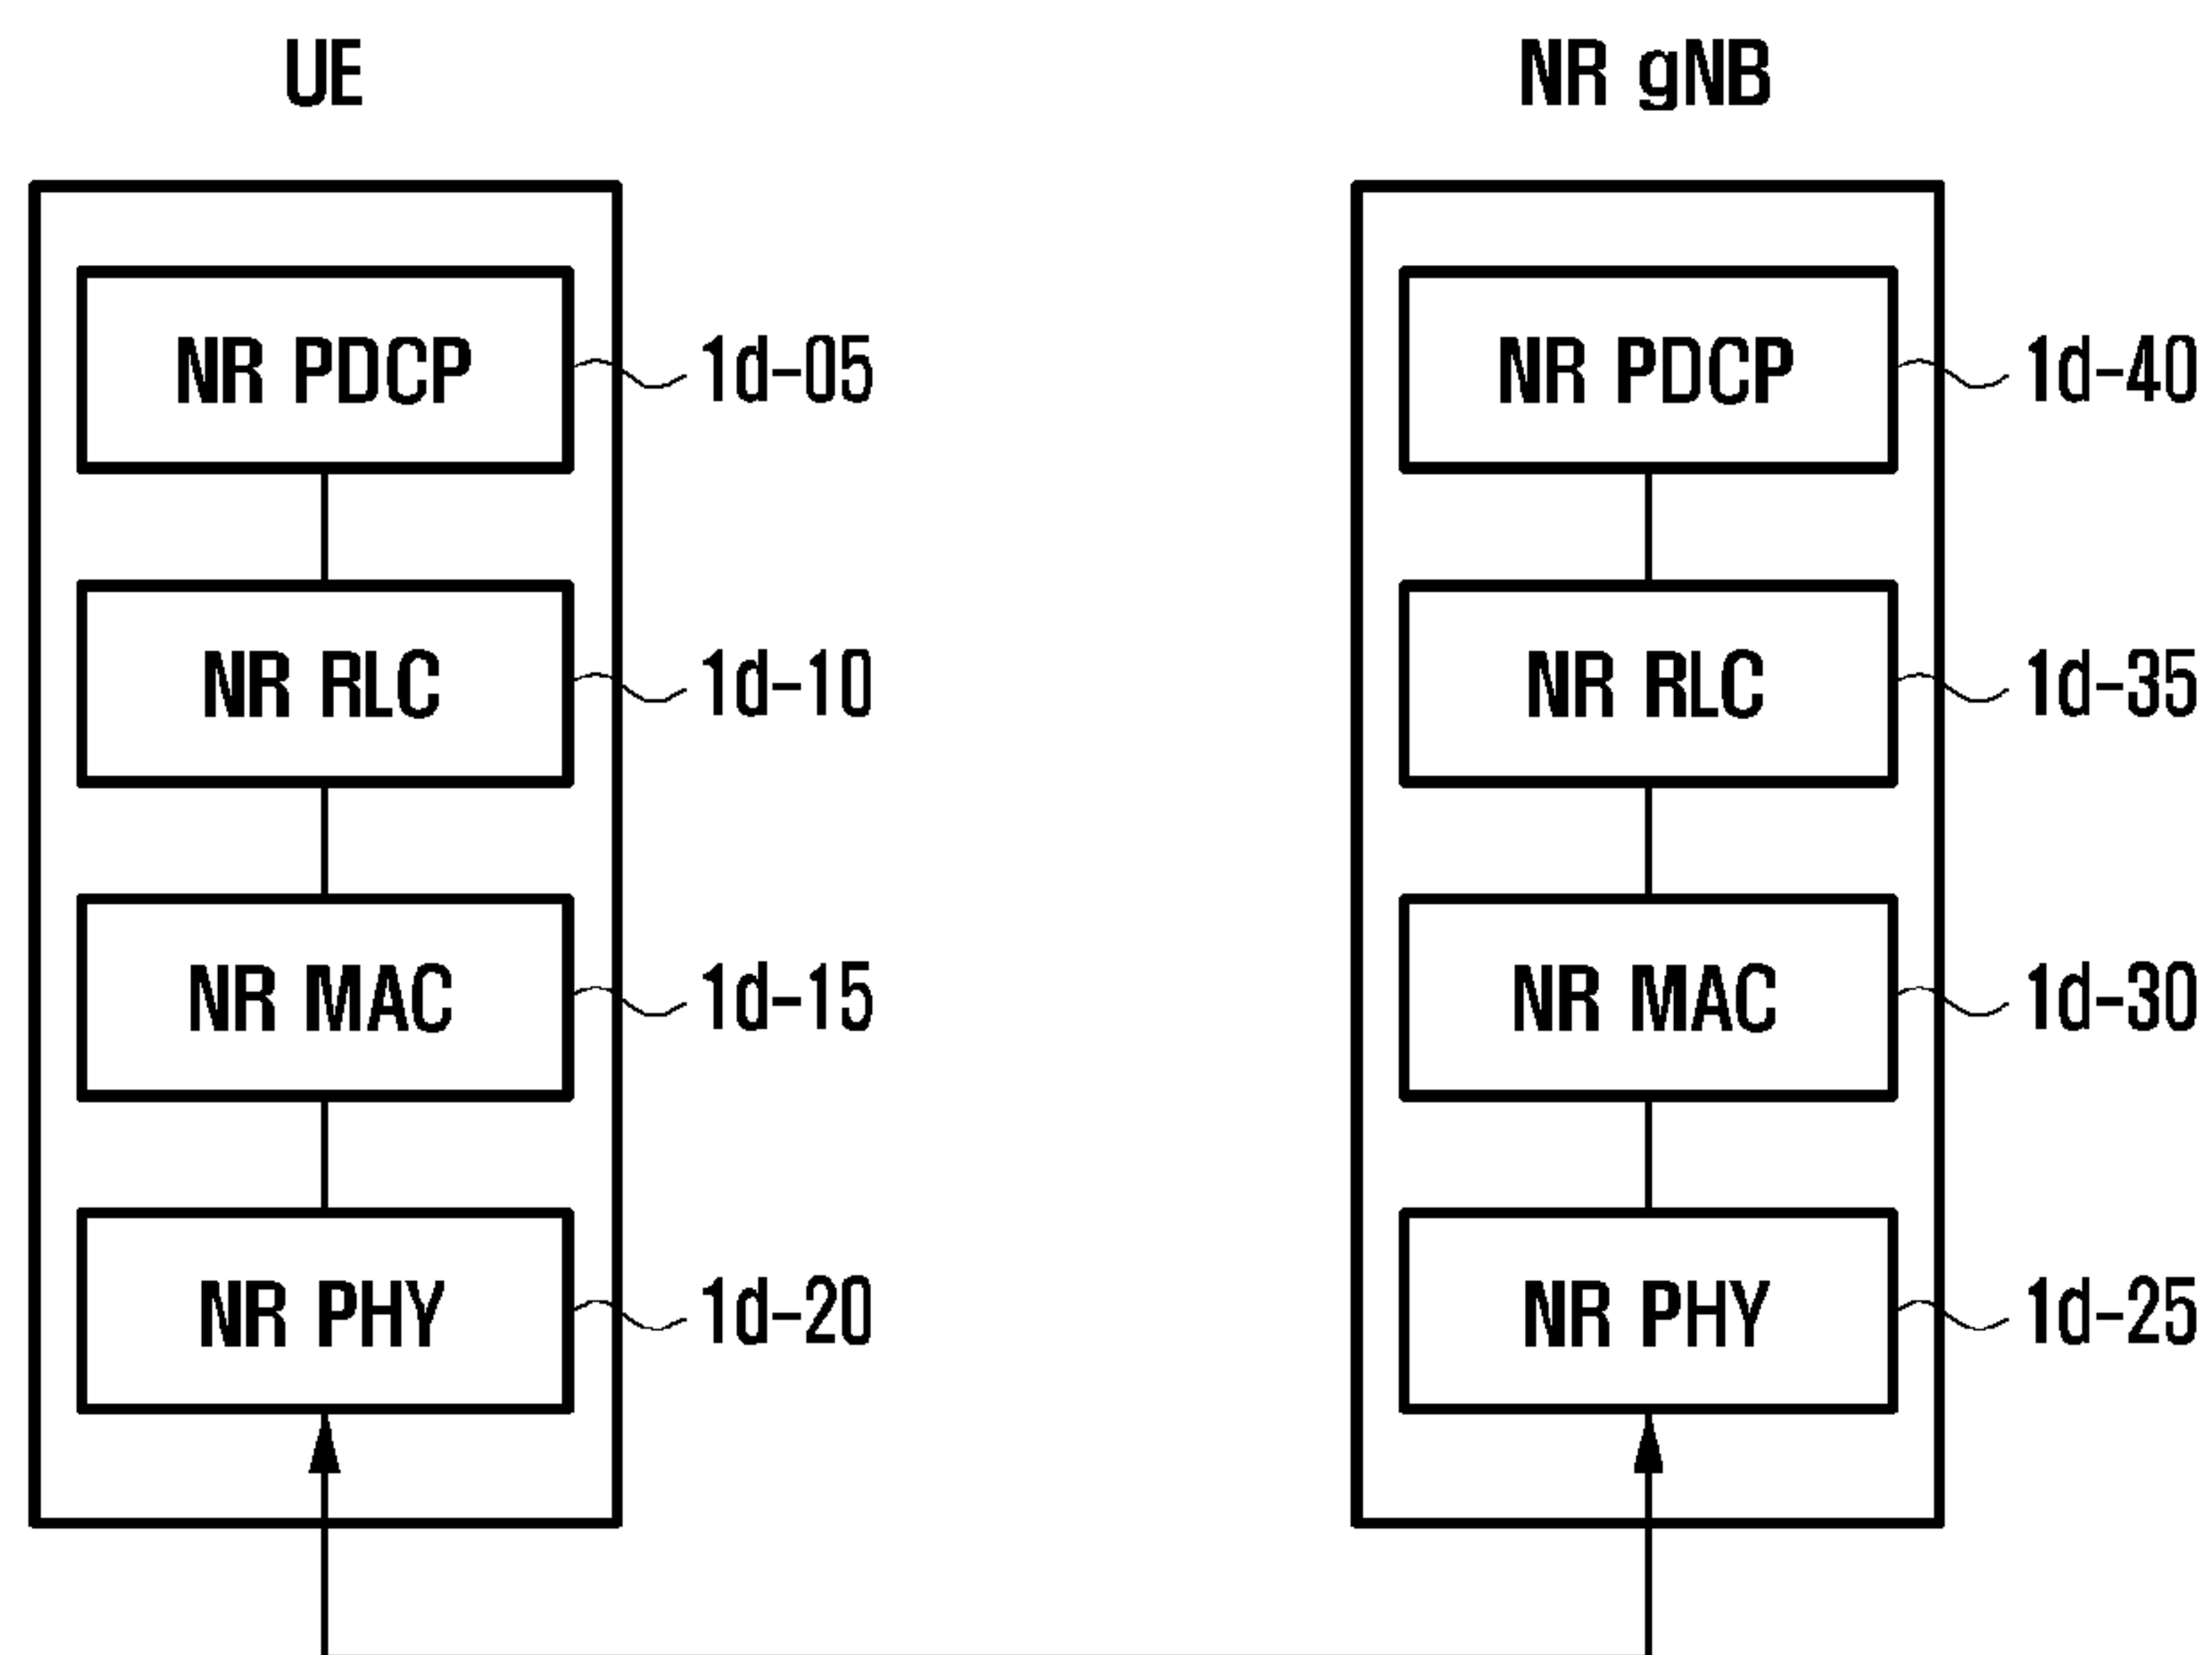 UE
NR gNB
NR PDCP
1d-05
NR PDCP
1d-40
NR RLC
1d-10
NR RLC
1d-35
NR MAC
1d-15
NR MAC
1d-30
NR PHY
1d-20
NR PHY
1d-25